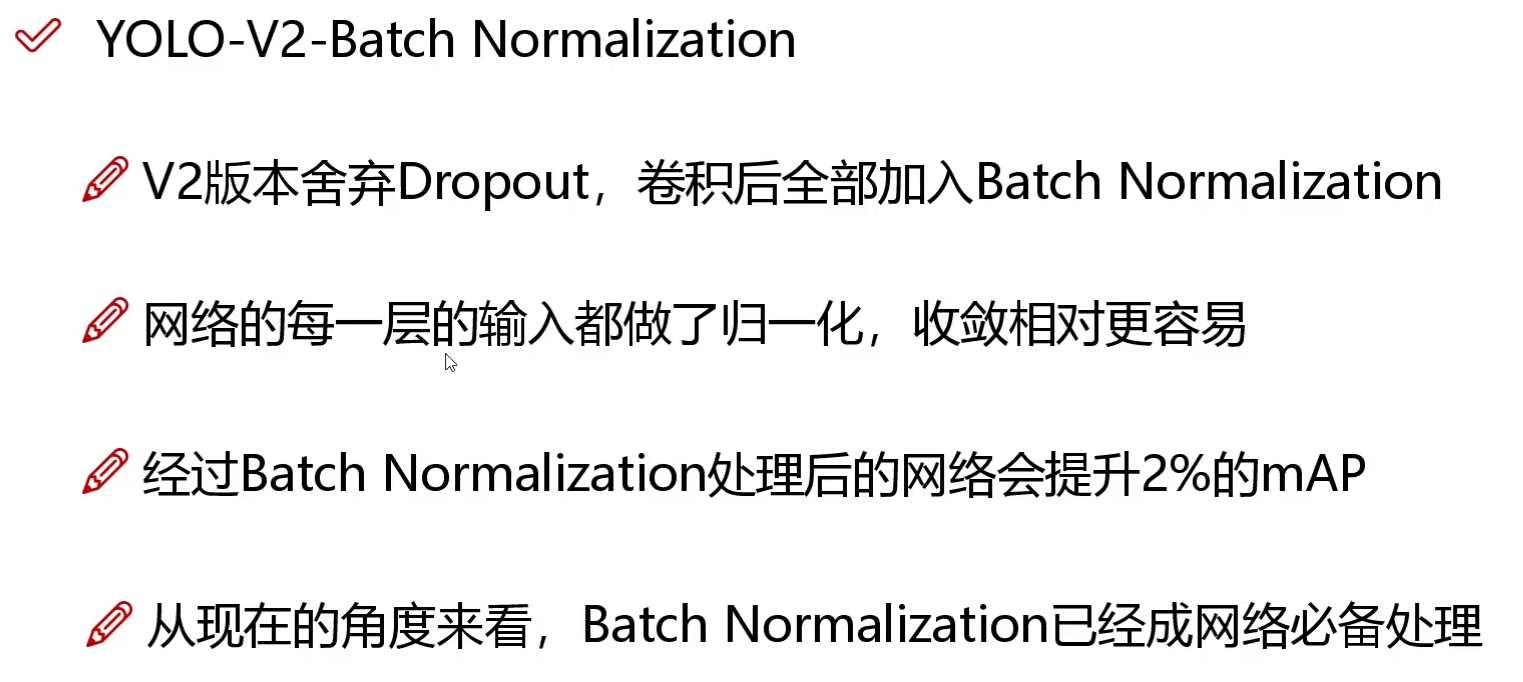 YOLO-V2-Batch Normalization
V2版本舍弃Dropout，卷积后全部加入Batch Normalization
网络的每一层的输入都做了归一化，收敛相对更容易
经过Batch Normalization处理后的网络会提升2%的mAP
从现在的角度来看，Batch Normalization已经成网络必备处理